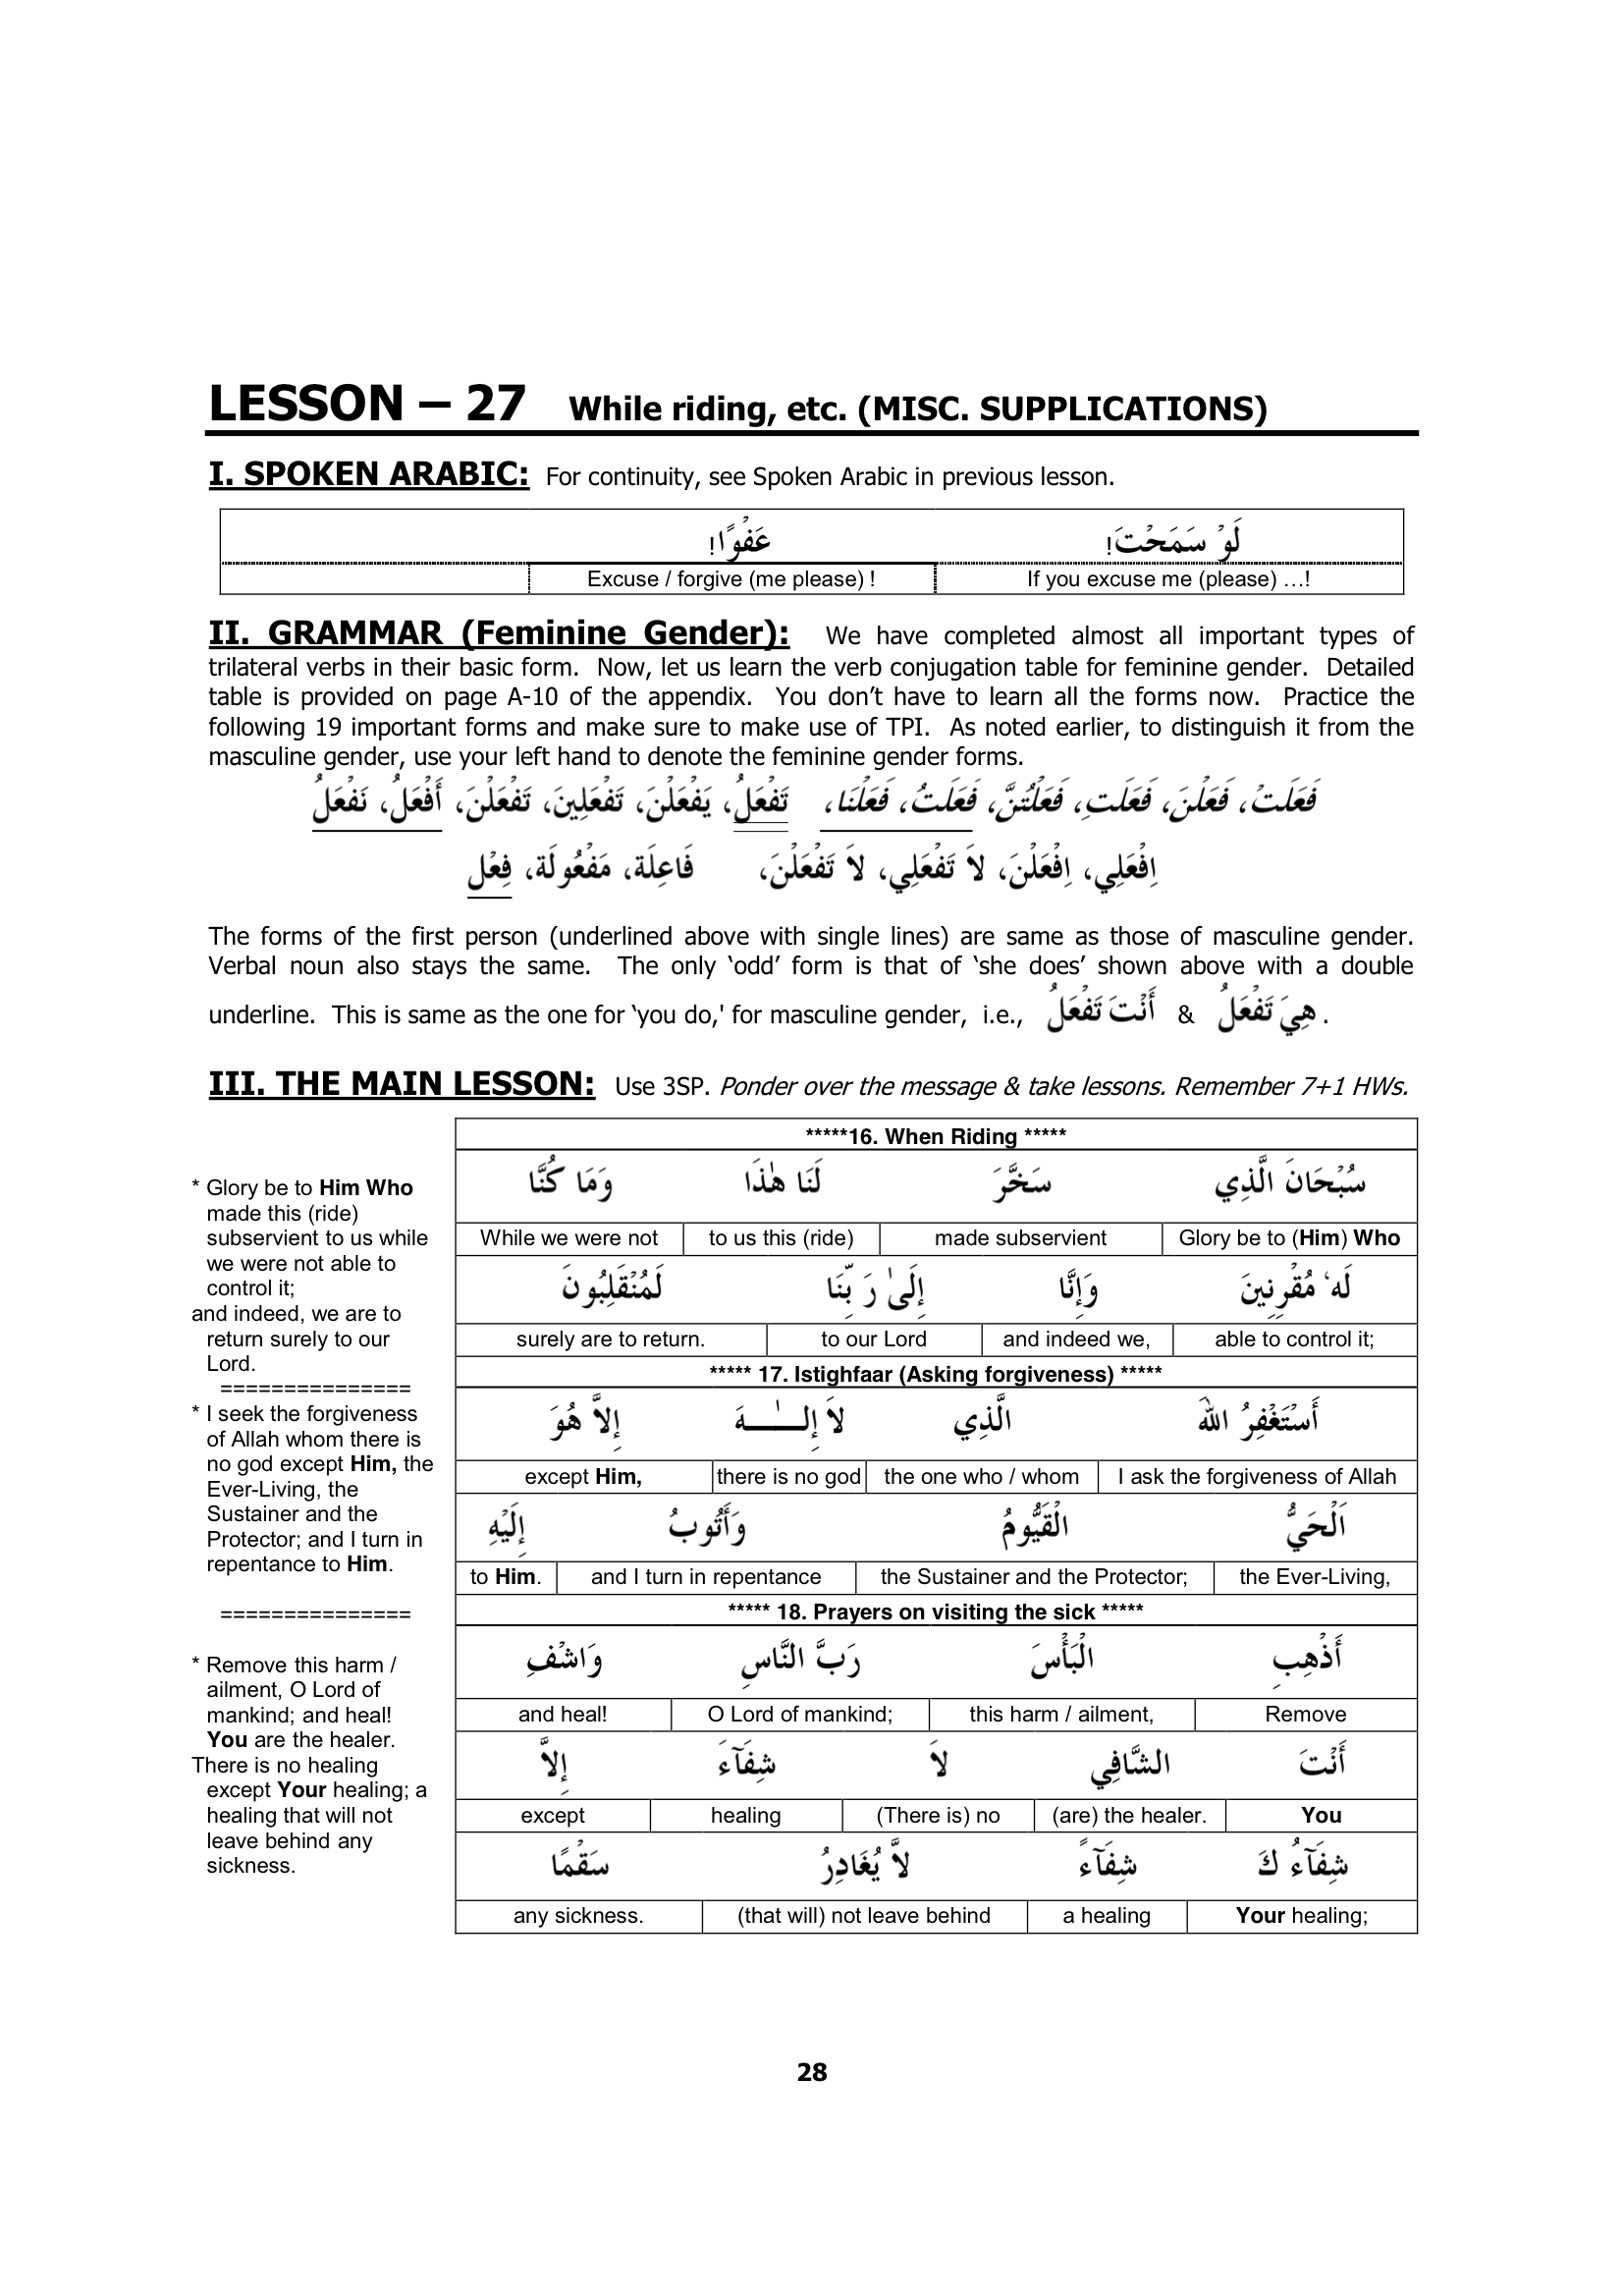 LESSON – 27 While riding, etc. (MISC. SUPPLICATIONS)
I. SPOKEN ARABIC: For continuity, see Spoken Arabic in previous lesson.
لَوْ سَمَحْتَ! عَفْوًا!
If you excuse me (please) …! Excuse / forgive (me please) !
II. GRAMMAR (Feminine Gender): We have completed almost all important types of
trilateral verbs in their basic form. Now, let us learn the verb conjugation table for feminine gender. Detailed
table is provided on page A-10 of the appendix. You don’t have to learn all the forms now. Practice the
following 19 important forms and make sure to make use of TPI. As noted earlier, to distinguish it from the
masculine gender, use your left hand to denote the feminine gender forms.
فَعَلَتْ، فَعَلْنَ، فَعَلَتِ، فَعَلْتُنَّ، فَعَلَتُ، فَعَلْنَا، تَفْعَلُ، يَفْعَلْنَ، تَفْعَلِينَ، تَفْعَلْنَ، أَفْعَلُ، نَفْعَلُ
اِفْعَلِي، اِفْعَلْنَ، لاَ تَفْعَلِي، لاَ تَفْعَلْنَ، فَاعِلَة، مَفْعُولَة، فِعْل
The forms of the first person (underlined above with single lines) are same as those of masculine gender.
Verbal noun also stays the same. The only ‘odd’ form is that of ‘she does’ shown above with a double
underline. This is same as the one for ‘you do,' for masculine gender, i.e., أَنْتَ تَفْعَلُ & هِيَ تَفْعَلُ .
III. THE MAIN LESSON: Use 3SP. Ponder over the message & take lessons. Remember 7+1 HWs.
* Glory be to Him Who
made this (ride)
subservient to us while
we were not able to
control it;
and indeed, we are to
return surely to our
Lord.
===============
* I seek the forgiveness
of Allah whom there is
no god except Him, the
Ever-Living, the
Sustainer and the
Protector; and I turn in
repentance to Him.
===============
* Remove this harm /
ailment, O Lord of
mankind; and heal!
You are the healer.
There is no healing
except Your healing; a
healing that will not
leave behind any
sickness.
*****16. When Riding *****
سُبْحَانَ الَّذِي سَخَّرَ لَنَا هٰذَا وَمَا كُنَّا
Glory be to (Him) Who made subservient to us this (ride) While we were not
لَه‘ مُقْرِنِينَ وَإِنَّا إِلَىٰ رَ بِّنَا لَمُنْقَلِبُونَ
able to control it; and indeed we, to our Lord surely are to return.
***** 17. Istighfaar (Asking forgiveness) *****
أَسْتَغْفِرُ اللهَ الَّذِي لاَ إِلـــٰـــهَ إِلاَّ هُوَ
I ask the forgiveness of Allah the one who / whom there is no god except Him,
اَلْحَيُّ الْقَيُّومُ وَأَتُوبُ إِلَيْهِ
the Ever-Living, the Sustainer and the Protector; and I turn in repentance to Him.
***** 18. Prayers on visiting the sick *****
أَذْهِبِ الْبَأْسَ رَبَّ النَّاسِ وَاشْفِ
Remove this harm / ailment, O Lord of mankind; and heal!
أَنْتَ الشَّافِي لاَ شِفَآءَ إِلاَّ
You (are) the healer. (There is) no healing except
شِفَآءُ كَ شِفَآءً لاَّ يُغَادِرُ سَقْمًا
Your healing; a healing (that will) not leave behind any sickness.
28